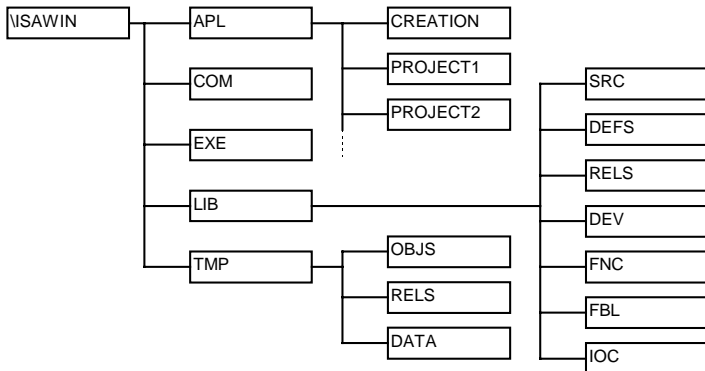 \ISAWIN
APL
CREATION
PROJECT1
PROJECT2
COM
EXE
LIB
SRC
DEFS
RELS
DEV
FNC
FBL
IOC
TMP
OBJS
RELS
DATA